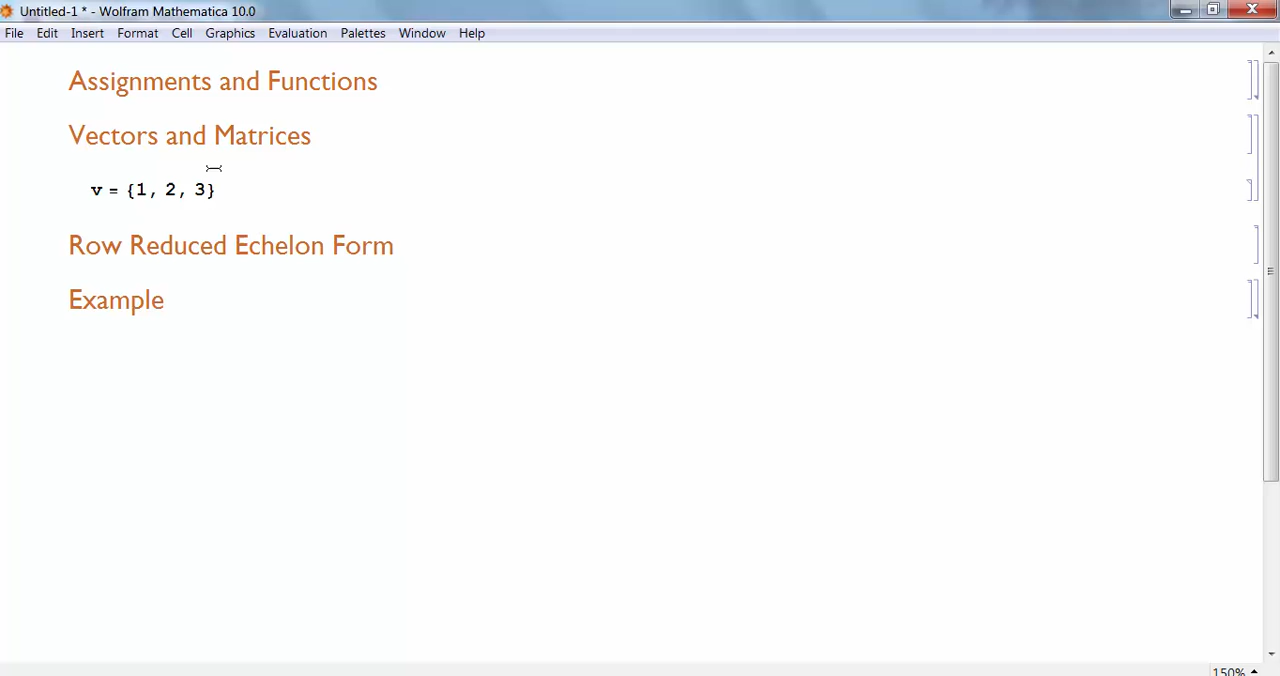 Untitled-1 * - Wolfram Mathematica 10.0
File Edit Insert Format Cell Graphics Evaluation Palettes Window Help
Assignments and Functions
Vectors and Matrices
v = {1, 2, 3}
Row Reduced Echelon Form
Example
150%